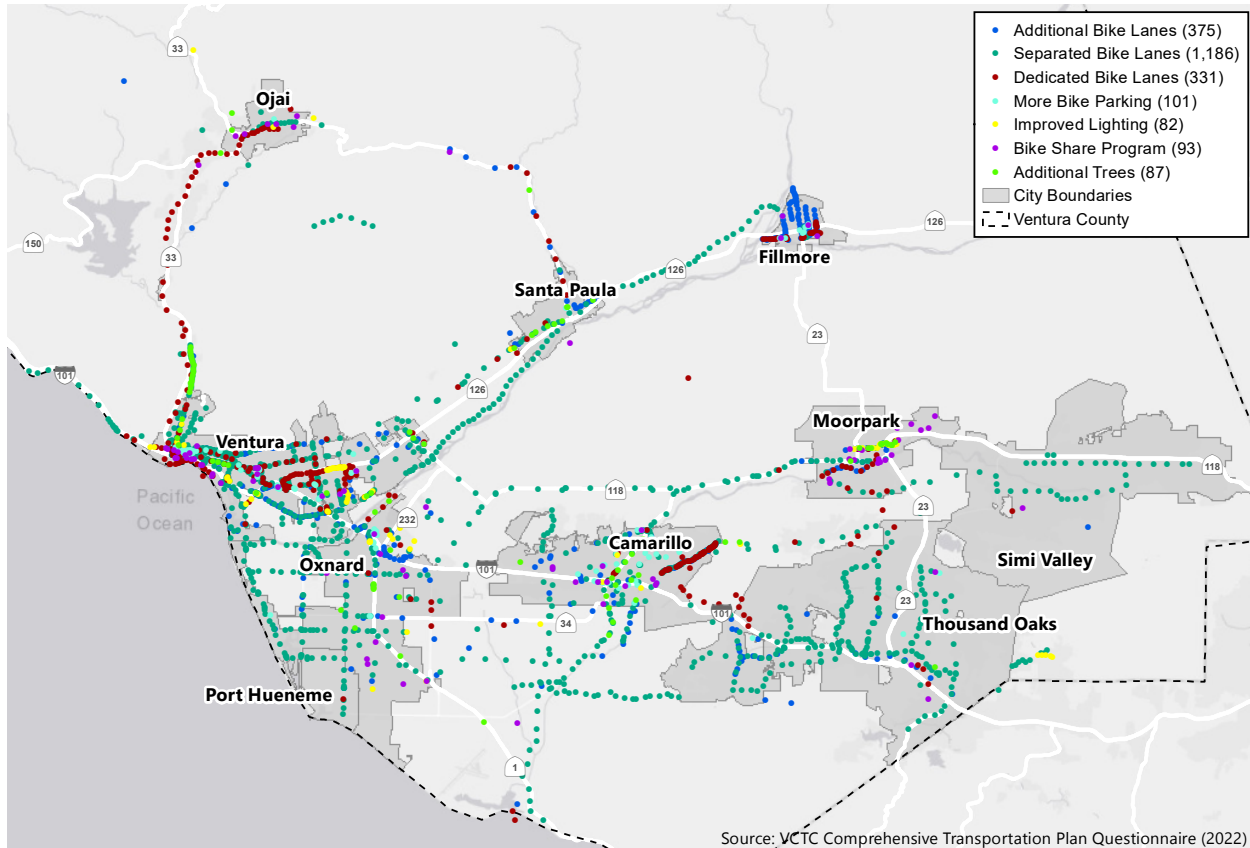 Additional Bike Lanes (375)
Separated Bike Lanes (1,186)
Dedicated Bike Lanes (331)
More Bike Parking (101)
Improved Lighting (82)
Bike Share Program (93)
Additional Trees (87)
City Boundaries
Ventura County
33
Ojai
150
33
126
126
Fillmore
Santa Paula
23
101
126
Moorpark
Ventura
118
Pacific
Ocean
118
23
232
Camarillo
Oxnard
101
Simi Valley
23
101
34
Thousand Oaks
Port Hueneme
1
Source: VCTC Comprehensive Transportation Plan Questionnaire (2022)